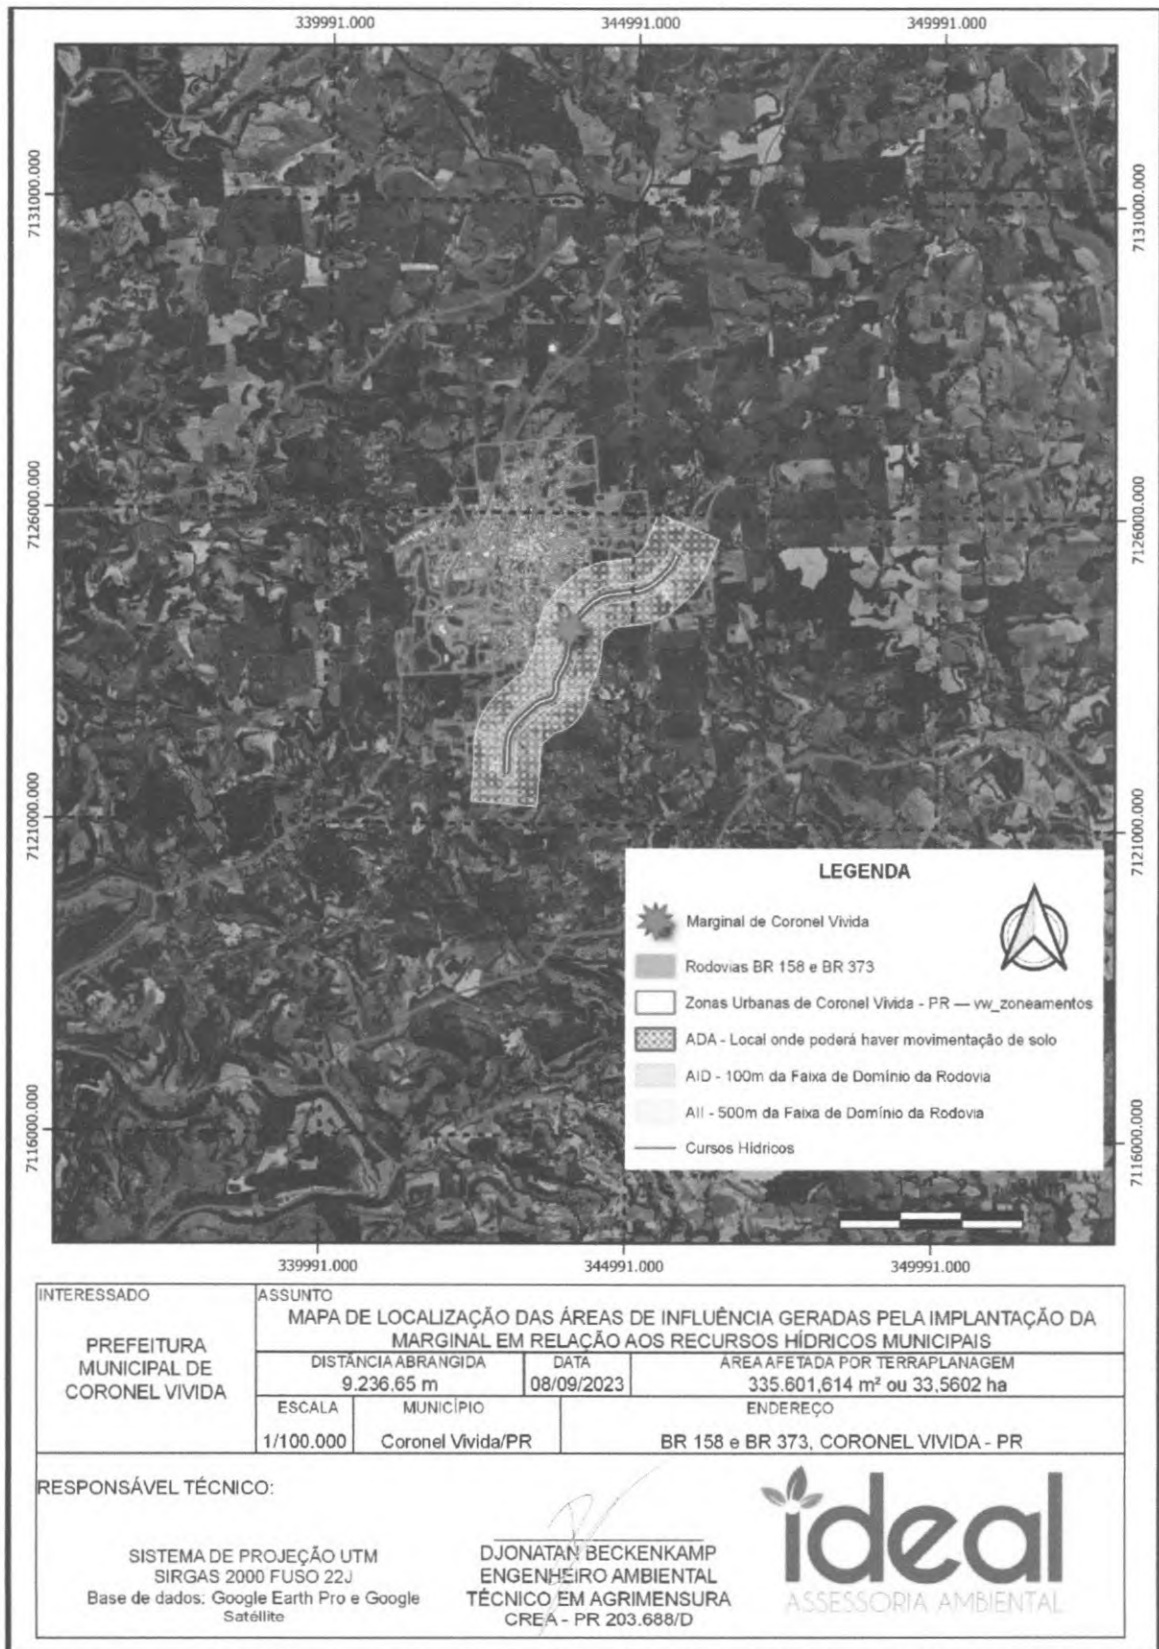 339991.000
344991.000
349991.000
7131000.000
7131000.000
7126000.000
7126000.000
7121000.000
7121000.000
7116000.000
7116000.000
LEGENDA
Marginal de Coronel Vivida
Rodovias BR 158 e BR 373
Zonas Urbanas de Coronel Vivida - PR — vw_zoneamentos
ADA - Local onde poderá haver movimentação de solo
AID - 100m da Faixa de Domínio da Rodovia
AII - 500m da Faixa de Domínio da Rodovia
Cursos Hídricos
339991.000
344991.000
349991.000
INTERESSADO
PREFEITURA
MUNICIPAL DE
CORONEL VIVIDA
ASSUNTO
MAPA DE LOCALIZAÇÃO DAS ÁREAS DE INFLUÊNCIA GERADAS PELA IMPLANTAÇÃO DA
MARGINAL EM RELAÇÃO AOS RECURSOS HÍDRICOS MUNICIPAIS
DISTÂNCIA ABRANGIDA
9.236,65 m
DATA
08/09/2023
ÁREA AFETADA POR TERRAPLANAGEM
335.601,614 m² ou 33,5602 ha
ESCALA
1/100.000
MUNICÍPIO
Coronel Vivida/PR
ENDEREÇO
BR 158 e BR 373, CORONEL VIVIDA - PR
RESPONSÁVEL TÉCNICO:
SISTEMA DE PROJEÇÃO UTM
SIRGAS 2000 FUSO 22J
Base de dados: Google Earth Pro e Google
Satéllite
DJONATAN BECKENKAMP
ENGENHEIRO AMBIENTAL
TÉCNICO EM AGRIMENSURA
CREA - PR 203.688/D
ideal
ASSESSORIA AMBIENTAL